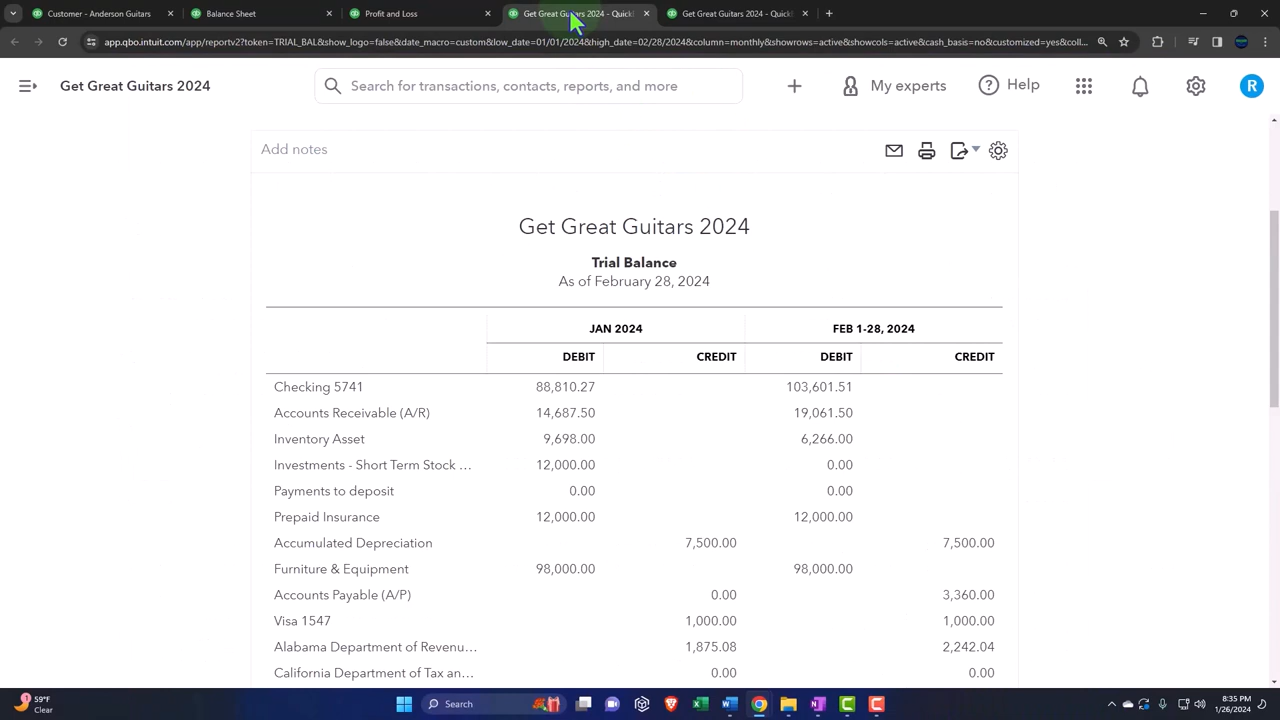 Customer - Anderson Guitars
Balance Sheet
Profit and Loss
Get Great Guitars 2024 - Quick
Get Great Guitars 2024 - Quick
app.qbo.intuit.com/app/reportv2?token=TRIAL_BAL&show_logo=false&date_macro=custom&low_date=01/01/2024&high_date=02/28/2024&column=monthly&showrows=active&showcols=active&cash_basis=no&customized=yes&coll...
Get Great Guitars 2024
Search for transactions, contacts, reports, and more
My experts
Help
R
Add notes
Get Great Guitars 2024
Trial Balance
As of February 28, 2024
JAN 2024 FEB 1-28, 2024
DEBIT CREDIT DEBIT CREDIT
Checking 5741 88,810.27 103,601.51
Accounts Receivable (A/R) 14,687.50 19,061.50
Inventory Asset 9,698.00 6,266.00
Investments - Short Term Stock ... 12,000.00 0.00
Payments to deposit 0.00 0.00
Prepaid Insurance 12,000.00 12,000.00
Accumulated Depreciation 7,500.00 7,500.00
Furniture & Equipment 98,000.00 98,000.00
Accounts Payable (A/P) 0.00 3,360.00
Visa 1547 1,000.00 1,000.00
Alabama Department of Revenu... 1,875.08 2,242.04
California Department of Tax an... 0.00 0.00
59°F
Clear
Search
8:35 PM
1/26/2024